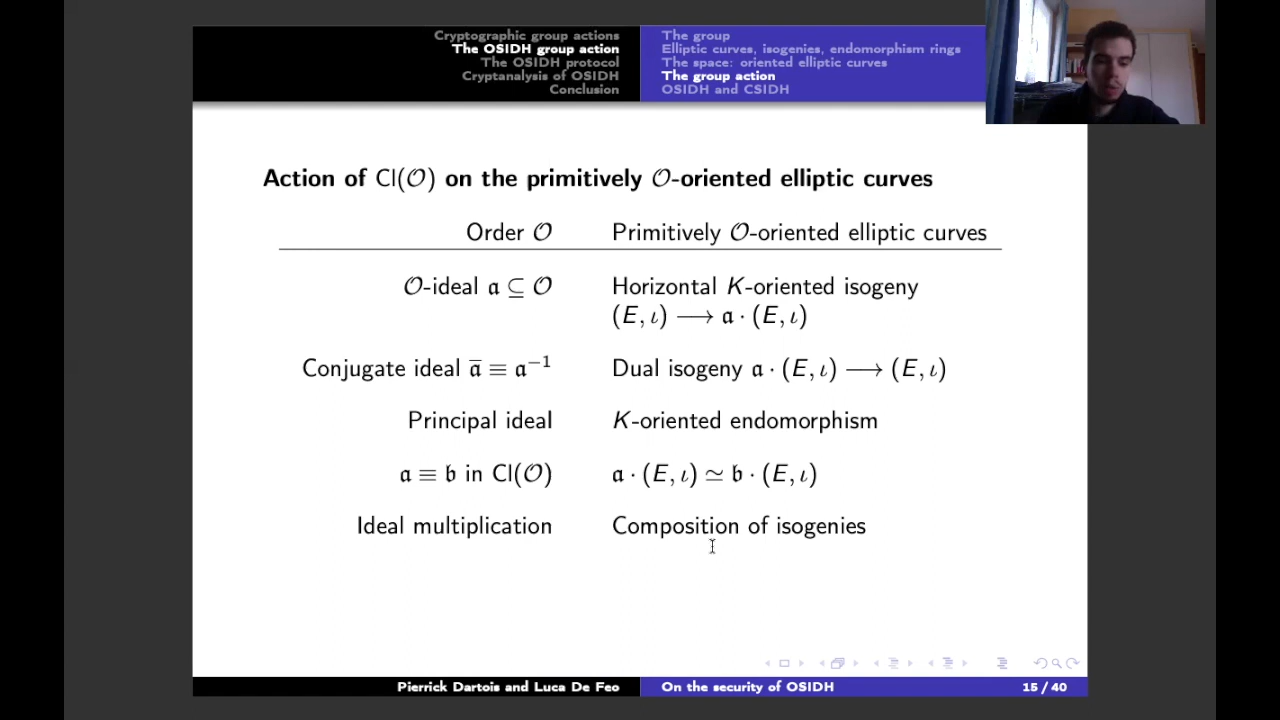 Cryptographic group actions
The OSIDH group action
The OSIDH protocol
Cryptanalysis of OSIDH
Conclusion
The group
Elliptic curves, isogenies, endomorphism rings
The space: oriented elliptic curves
The group action
OSIDH and CSIDH
Action of Cl(𝒪) on the primitively 𝒪-oriented elliptic curves
Order 𝒪 Primitively 𝒪-oriented elliptic curves
𝒪-ideal 𝔞 ⊆ 𝒪 Horizontal K-oriented isogeny
(E, ι) ⟶ 𝔞 · (E, ι)
Conjugate ideal 𝔞̅ ≡ 𝔞⁻¹ Dual isogeny 𝔞 · (E, ι) ⟶ (E, ι)
Principal ideal K-oriented endomorphism
𝔞 ≡ 𝔟 in Cl(𝒪) 𝔞 · (E, ι) ≃ 𝔟 · (E, ι)
Ideal multiplication Composition of isogenies
Pierrick Dartois and Luca De Feo On the security of OSIDH 15 / 40